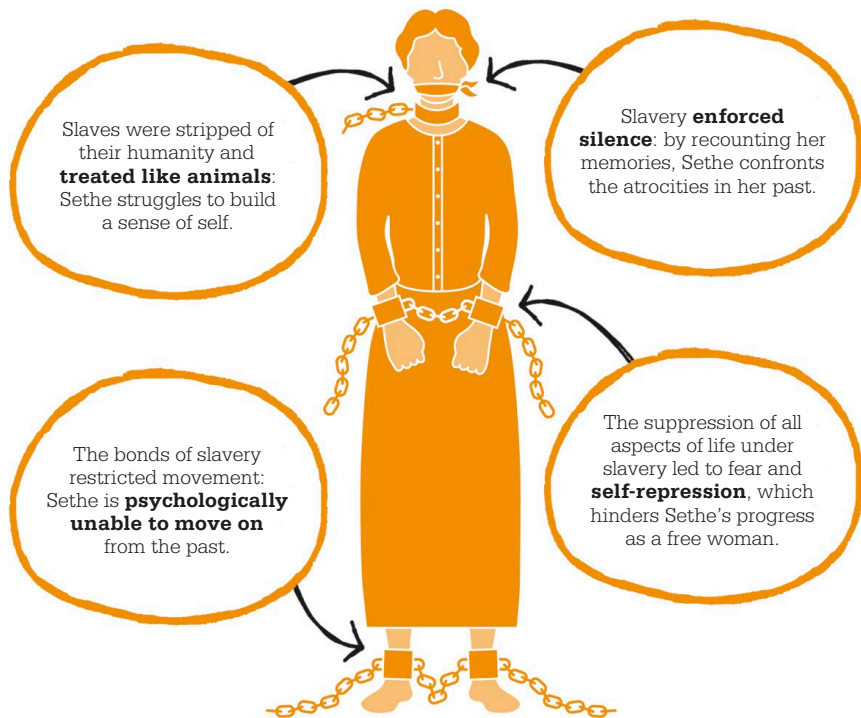 Slaves were stripped of
their humanity and
treated like animals:
Sethe struggles to build
a sense of self.
Slavery enforced
silence: by recounting her
memories, Sethe confronts
the atrocities in her past.
The bonds of slavery
restricted movement:
Sethe is psychologically
unable to move on
from the past.
The suppression of all
aspects of life under
slavery led to fear and
self-repression, which
hinders Sethe’s progress
as a free woman.